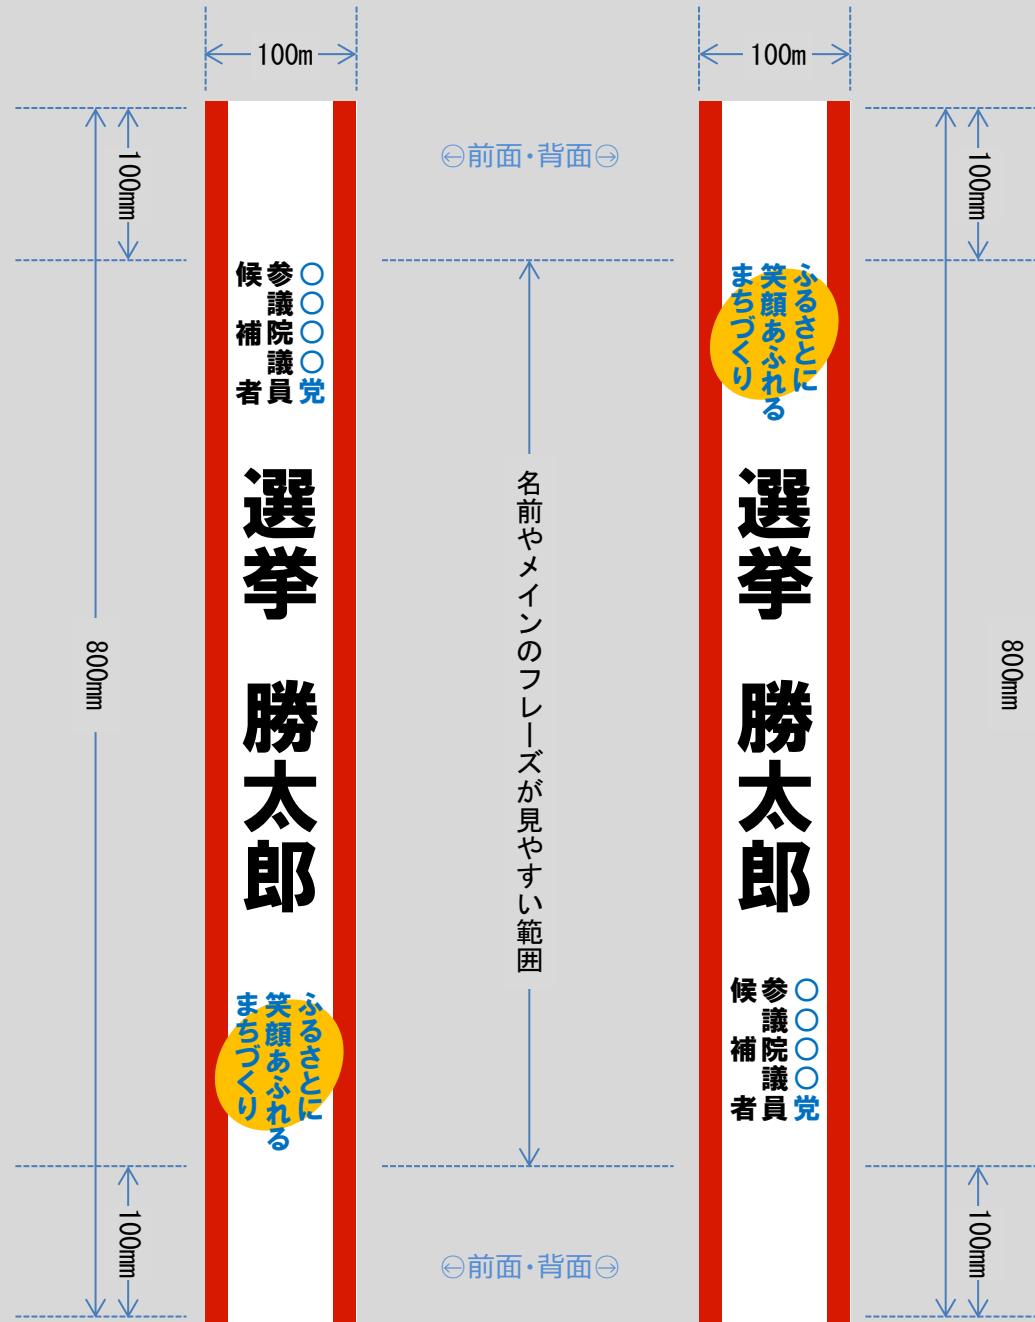 100m
100m
100mm
100mm
←前面・背面→
○○○○党
参議院議員
候補者
選挙 勝太郎
ふるさとに
笑顔あふれる
まちづくり
800mm
名前やメインのフレーズが見やすい範囲
ふるさとに
笑顔あふれる
まちづくり
選挙 勝太郎
○○○○党
参議院議員
候補者
800mm
100mm
100mm
←前面・背面→